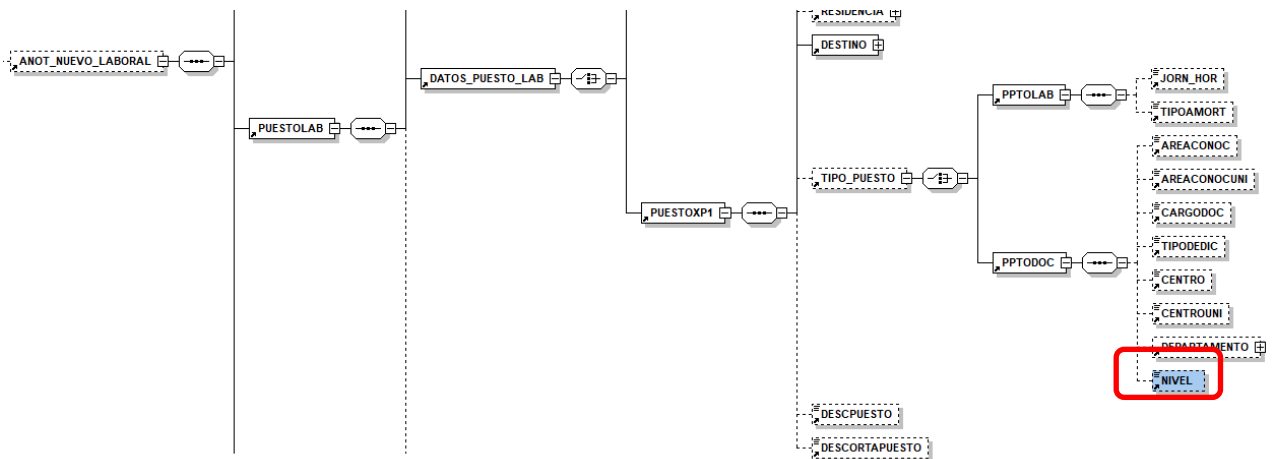 RESIDENCIA
DESTINO
ANOT_NUEVO_LABORAL
DATOS_PUESTO_LAB
JORN_HOR
PPTOLAB
TIPOAMORT
PUESTOLAB
AREACONOC
TIPO_PUESTO
AREACONOCUNI
PUESTOXP1
CARGODOC
TIPODEDIC
PPTODOC
CENTRO
CENTROUNI
DEPARTAMENTO
NIVEL
DESCPUESTO
DESCORTAPUESTO